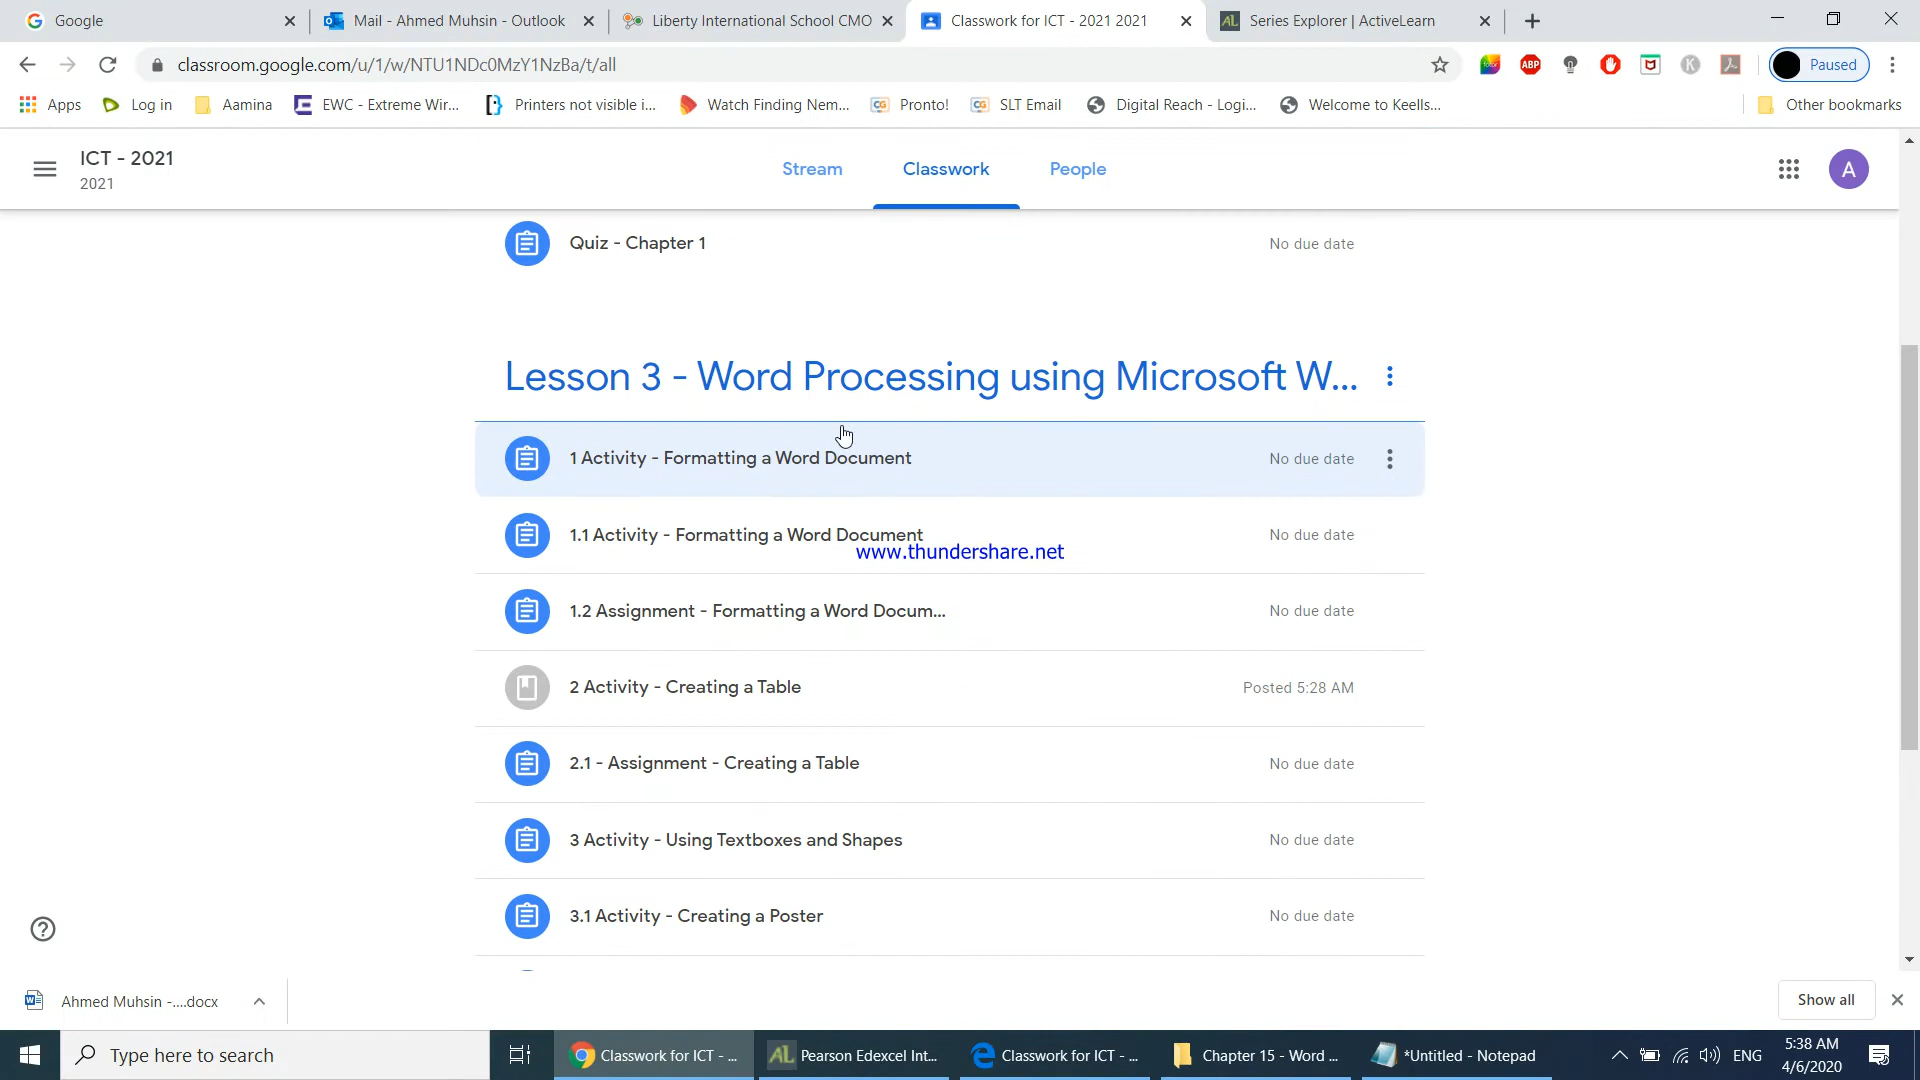 Google
Mail - Ahmed Muhsin - Outlook
Liberty International School CMO
Classwork for ICT - 2021 2021
Series Explorer | ActiveLearn
classroom.google.com/u/1/w/NTU1NDc0MzY1NzBa/t/all
ABP
K
Paused
Apps
Log in
Aamina
EWC - Extreme Wir...
Printers not visible i...
Watch Finding Nem...
Pronto!
SLT Email
Digital Reach - Logi...
Welcome to Keells...
Other bookmarks
ICT - 2021
2021
Stream
Classwork
People
A
Quiz - Chapter 1
No due date
Lesson 3 - Word Processing using Microsoft W...
1 Activity - Formatting a Word Document
No due date
1.1 Activity - Formatting a Word Document
No due date
www.thundershare.net
1.2 Assignment - Formatting a Word Docum...
No due date
2 Activity - Creating a Table
Posted 5:28 AM
2.1 - Assignment - Creating a Table
No due date
3 Activity - Using Textboxes and Shapes
No due date
3.1 Activity - Creating a Poster
No due date
Ahmed Muhsin -....docx
Show all
Type here to search
Classwork for ICT - ...
AL
Pearson Edexcel Int...
Classwork for ICT - ...
Chapter 15 - Word ...
*Untitled - Notepad
ENG
5:38 AM
4/6/2020